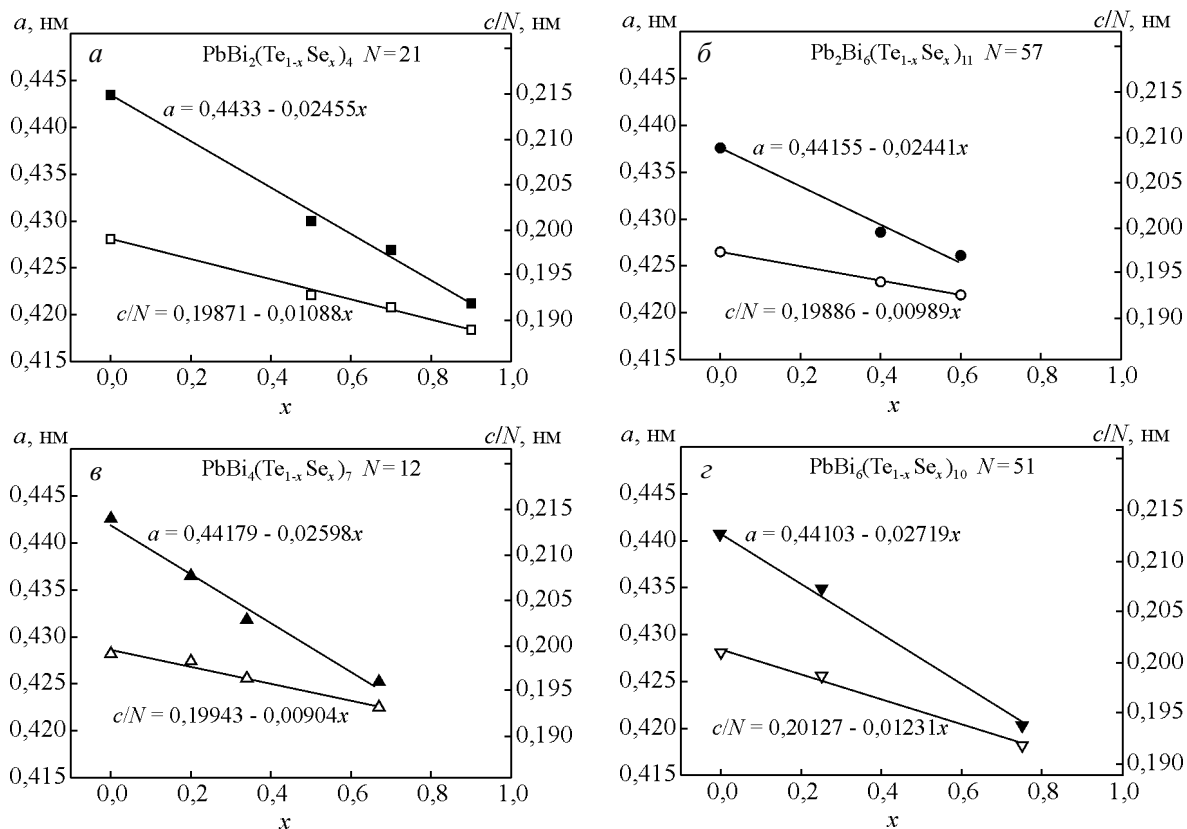 a, нм
c/N, нм
а
PbBi₂(Te₁₋ₓSeₓ)₄ N = 21
0,445
0,440
0,435
0,430
0,425
0,420
0,415
a = 0,4433 - 0,02455x
c/N = 0,19871 - 0,01088x
0,215
0,210
0,205
0,200
0,195
0,190
0,0 0,2 0,4 0,6 0,8 1,0
x
a, нм
c/N, нм
б
Pb₂Bi₆(Te₁₋ₓSeₓ)₁₁ N = 57
0,445
0,440
0,435
0,430
0,425
0,420
0,415
a = 0,44155 - 0,02441x
c/N = 0,19886 - 0,00989x
0,215
0,210
0,205
0,200
0,195
0,190
0,0 0,2 0,4 0,6 0,8 1,0
x
a, нм
c/N, нм
в
PbBi₄(Te₁₋ₓSeₓ)₇ N = 12
0,445
0,440
0,435
0,430
0,425
0,420
0,415
a = 0,44179 - 0,02598x
c/N = 0,19943 - 0,00904x
0,215
0,210
0,205
0,200
0,195
0,190
0,0 0,2 0,4 0,6 0,8 1,0
x
a, нм
c/N, нм
г
PbBi₆(Te₁₋ₓSeₓ)₁₀ N = 51
0,445
0,440
0,435
0,430
0,425
0,420
0,415
a = 0,44103 - 0,02719x
c/N = 0,20127 - 0,01231x
0,215
0,210
0,205
0,200
0,195
0,190
0,0 0,2 0,4 0,6 0,8 1,0
x